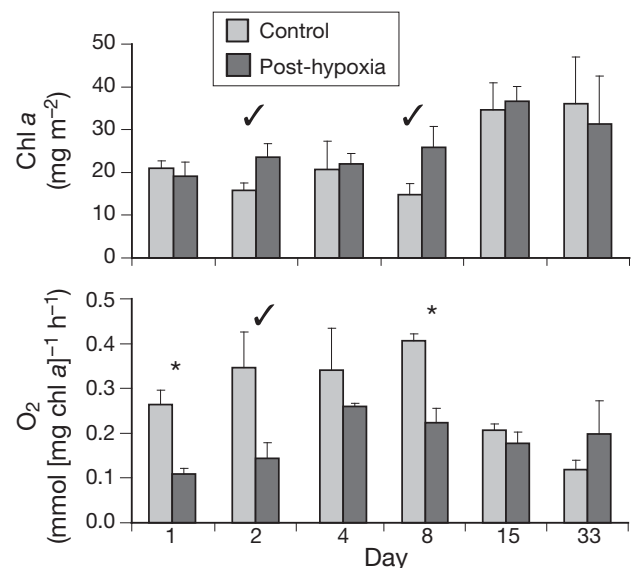 Control
Post-hypoxia
50
40
30
20
10
0
Chl a
(mg m–2)
✓ ✓
0.5
0.4
0.3
0.2
0.1
0.0
O2
(mmol [mg chl a]–1 h–1)
* ✓ *
1 2 4 8 15 33
Day